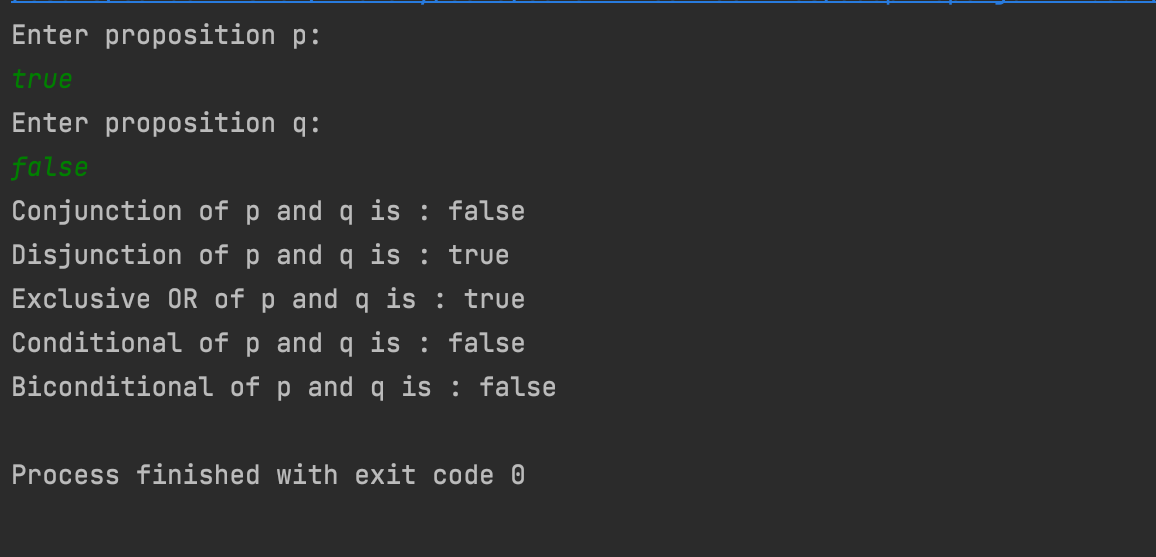 Enter proposition p:
true
Enter proposition q:
false
Conjunction of p and q is : false
Disjunction of p and q is : true
Exclusive OR of p and q is : true
Conditional of p and q is : false
Biconditional of p and q is : false
Process finished with exit code 0